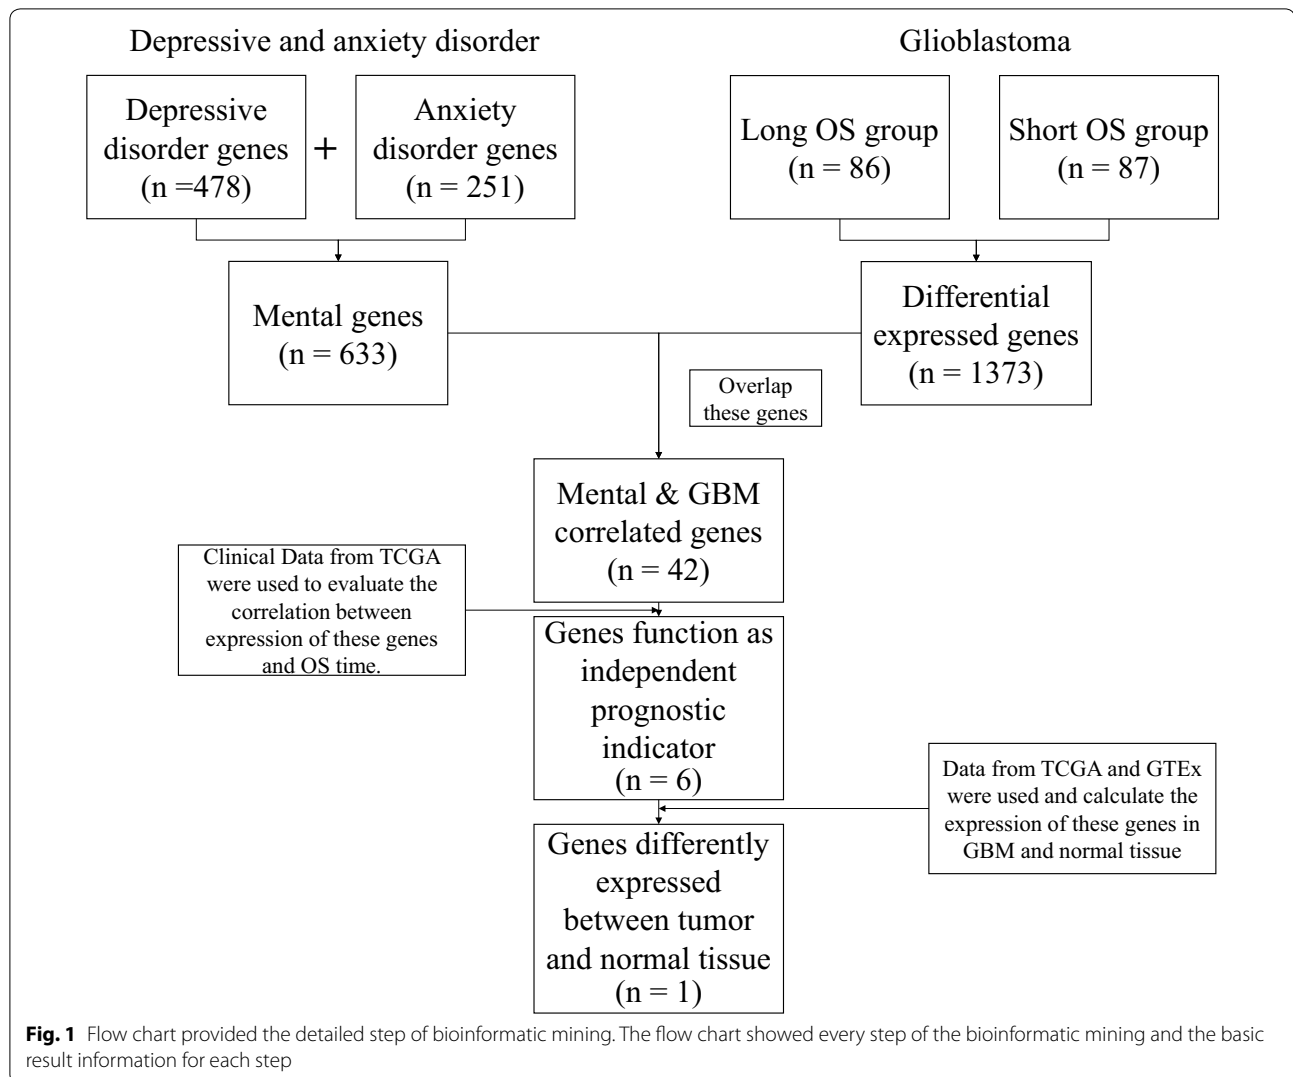 Depressive and anxiety disorder
Glioblastoma
Depressive
disorder genes
(n =478)
+
Anxiety
disorder genes
(n = 251)
Long OS group
(n = 86)
Short OS group
(n = 87)
Mental genes
(n = 633)
Differential
expressed genes
(n = 1373)
Overlap
these genes
Mental & GBM
correlated genes
(n = 42)
Clinical Data from TCGA
were used to evaluate the
correlation between
expression of these genes
and OS time.
Genes function as
independent
prognostic
indicator
(n = 6)
Data from TCGA and GTEx
were used and calculate the
expression of these genes in
GBM and normal tissue
Genes differently
expressed
between tumor
and normal tissue
(n = 1)
Fig. 1 Flow chart provided the detailed step of bioinformatic mining. The flow chart showed every step of the bioinformatic mining and the basic
result information for each step